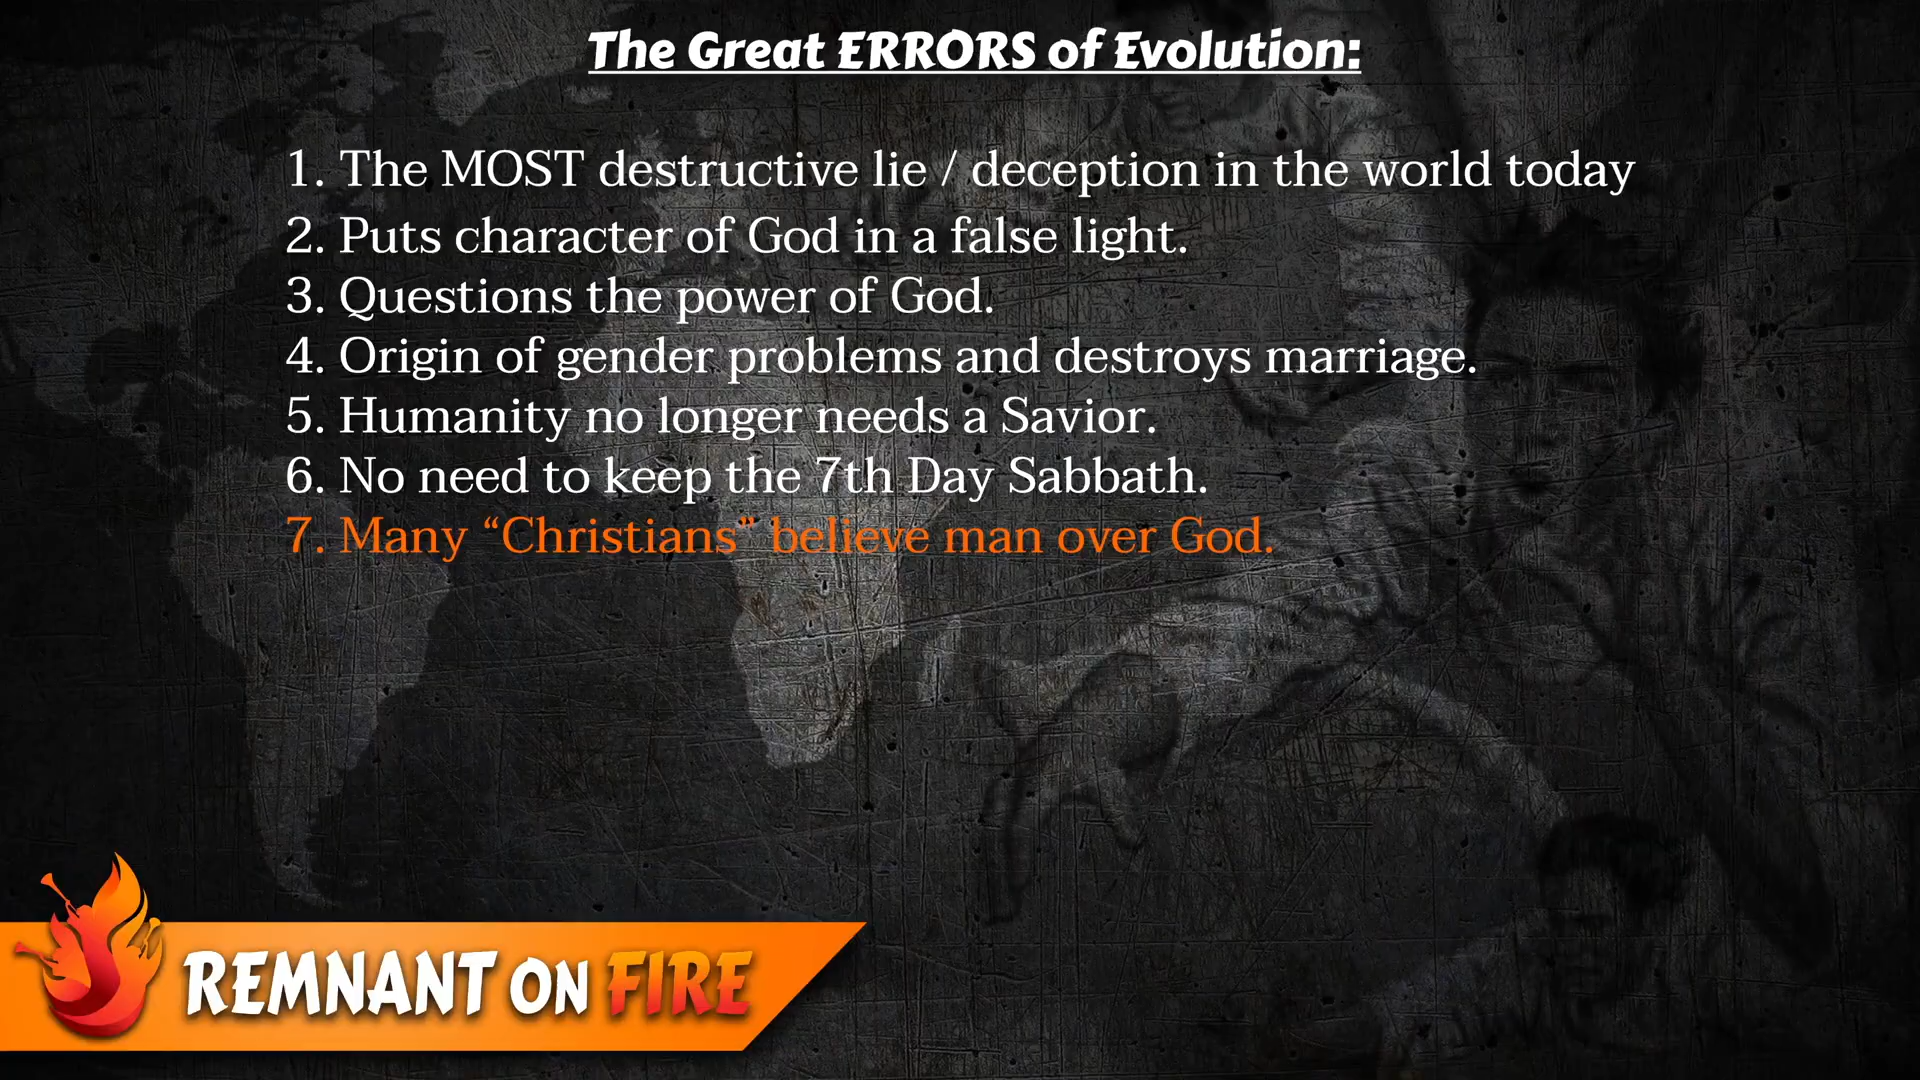 The Great ERRORS of Evolution:
1. The MOST destructive lie / deception in the world today
2. Puts character of God in a false light.
3. Questions the power of God.
4. Origin of gender problems and destroys marriage.
5. Humanity no longer needs a Savior.
6. No need to keep the 7th Day Sabbath.
7. Many “Christians” believe man over God.
REMNANT ON FIRE